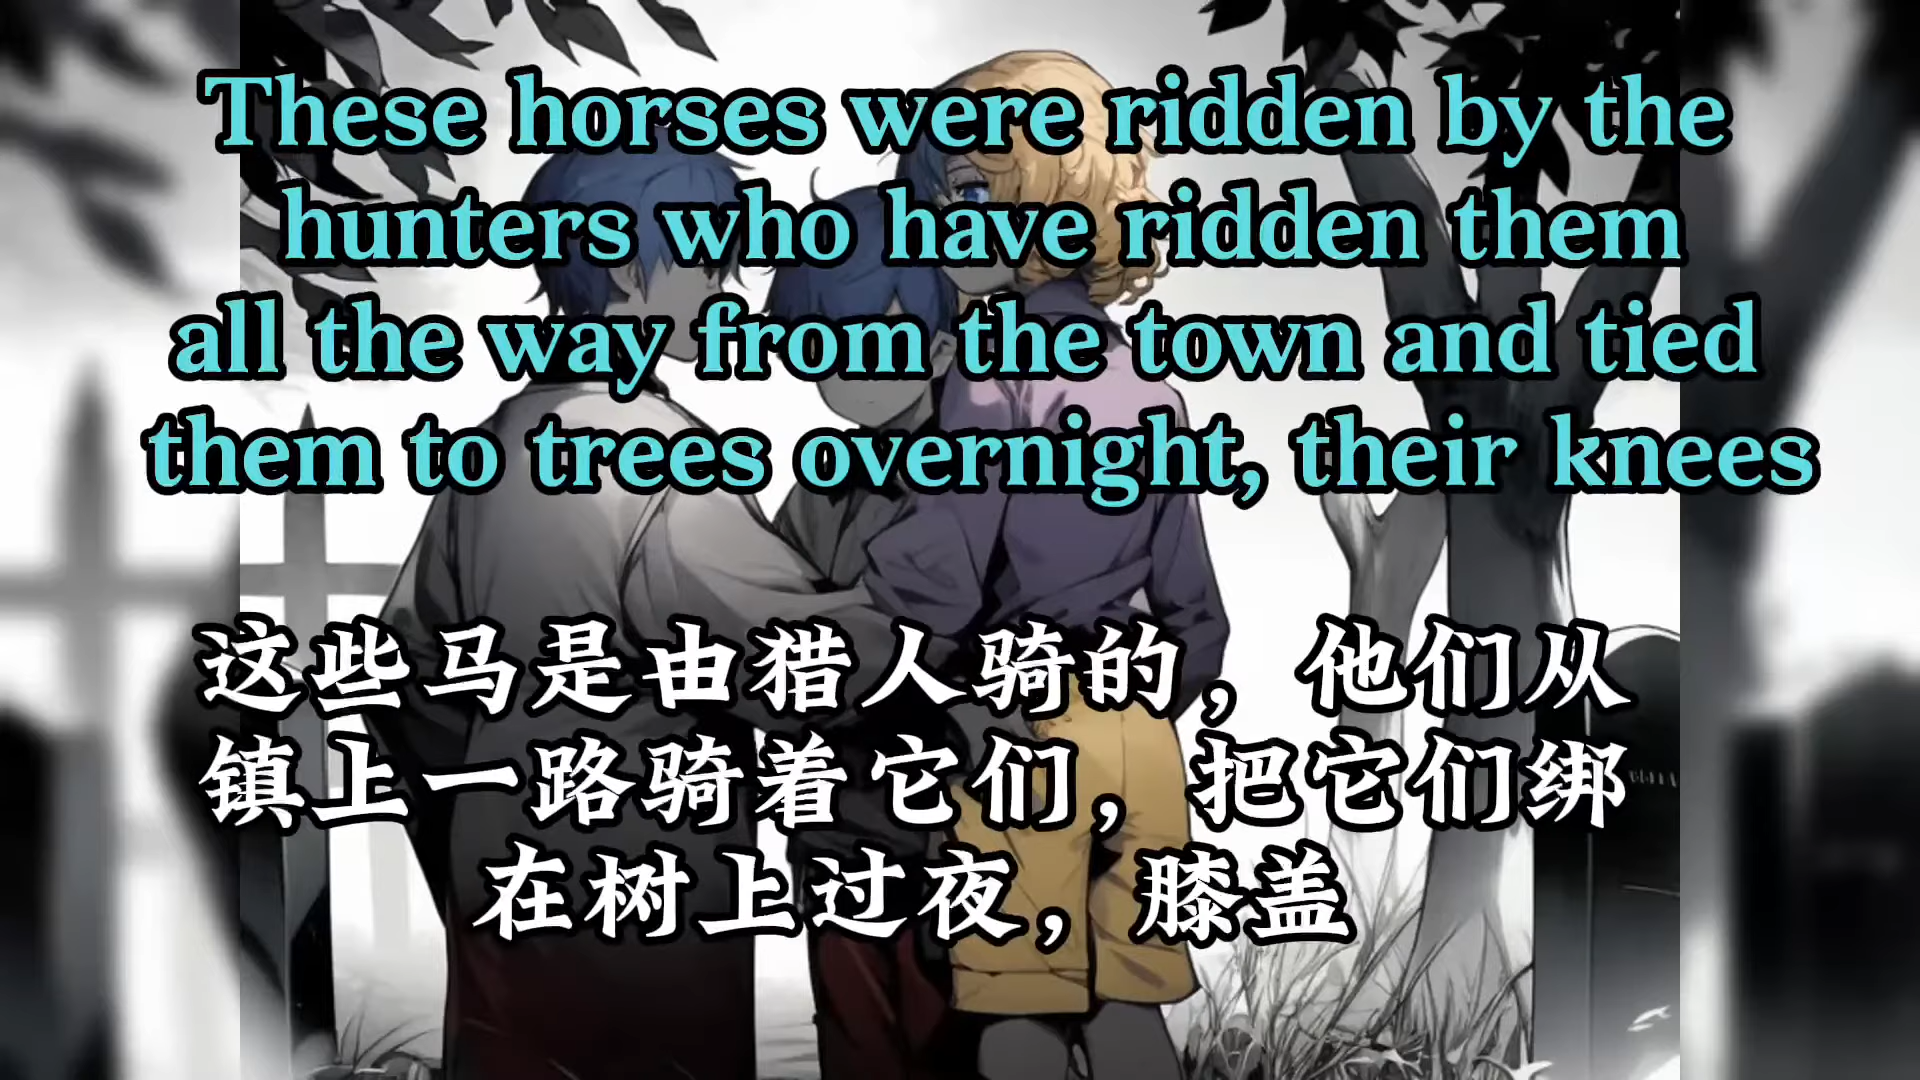 These horses were ridden by the
hunters who have ridden them
all the way from the town and tied
them to trees overnight, their knees
这些马是由猎人骑的，他们从
镇上一路骑着它们，把它们绑
在树上过夜，膝盖